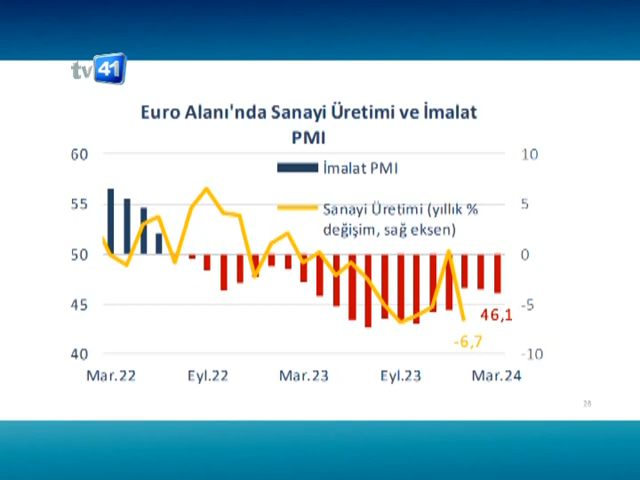 tv41
Euro Alanı'nda Sanayi Üretimi ve İmalat
PMI
60
10
İmalat PMI
55
Sanayi Üretimi (yıllık %
değişim, sağ eksen)
5
50
0
45
46,1
-5
-6,7
40
-10
Mar.22 Eyl.22 Mar.23 Eyl.23 Mar.24
28